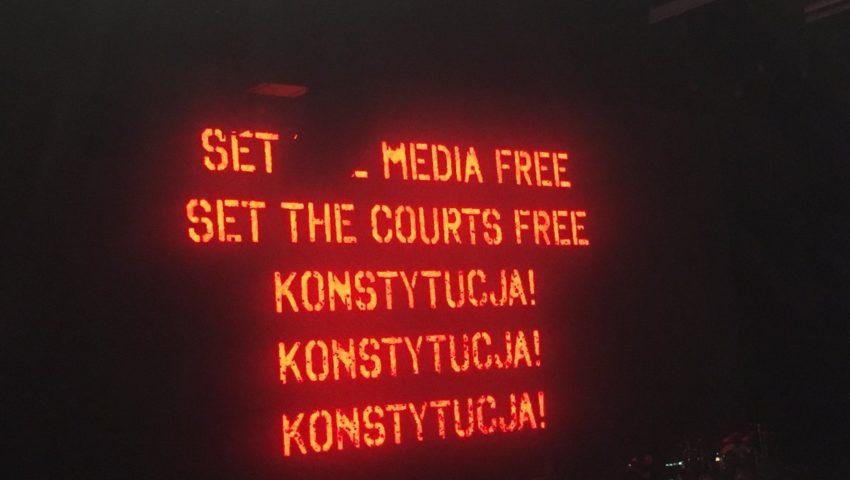 SET MEDIA FREE
SET THE COURTS FREE
KONSTYTUCJA!
KONSTYTUCJA!
KONSTYTUCJA!